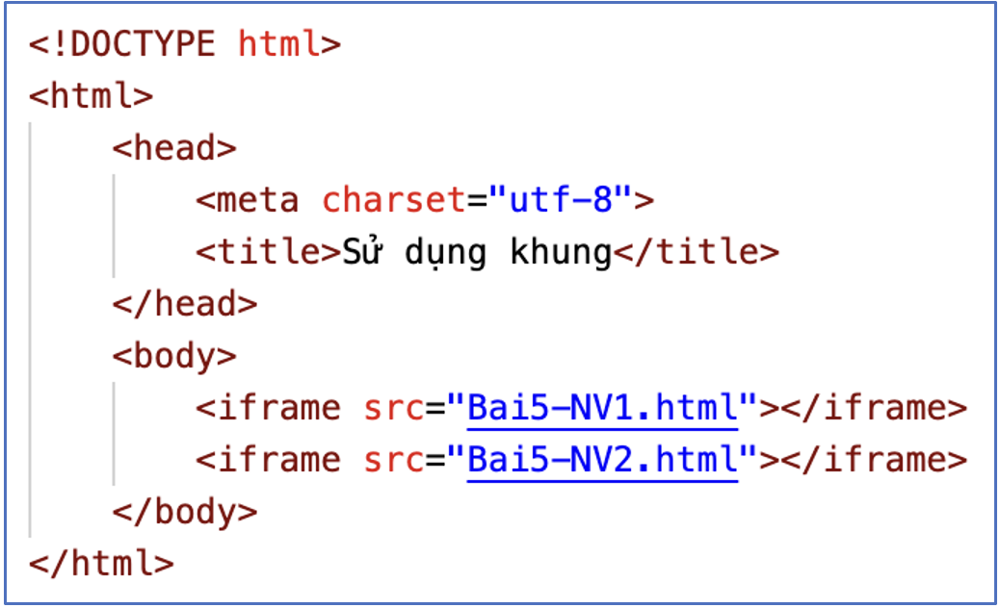 <!DOCTYPE html>
<html>
<head>
<meta charset="utf-8">
<title>Sử dụng khung</title>
</head>
<body>
<iframe src="Bai5-NV1.html"></iframe>
<iframe src="Bai5-NV2.html"></iframe>
</body>
</html>